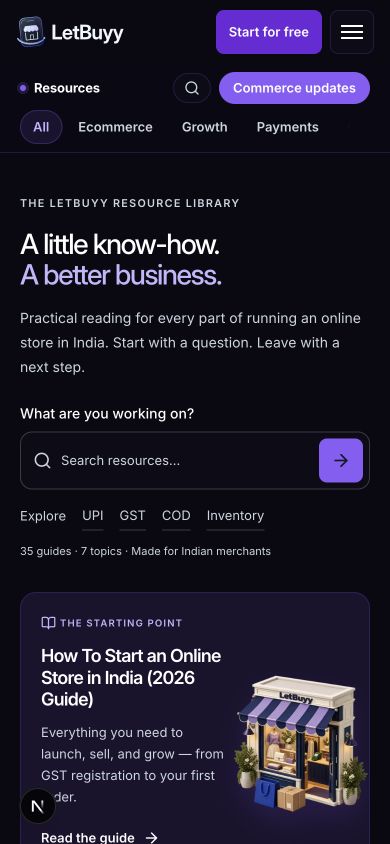 LetBuyy
Start for free
Resources
Commerce updates
All Ecommerce Growth Payments
THE LETBUYY RESOURCE LIBRARY
A little know-how.
A better business.
Practical reading for every part of running an online
store in India. Start with a question. Leave with a
next step.
What are you working on?
Search resources...
Explore UPI GST COD Inventory
35 guides · 7 topics · Made for Indian merchants
THE STARTING POINT
How To Start an Online
Store in India (2026
Guide)
LetBuyy
Everything you need to
launch, sell, and grow — from
GST registration to your first
der.
N
Read the guide